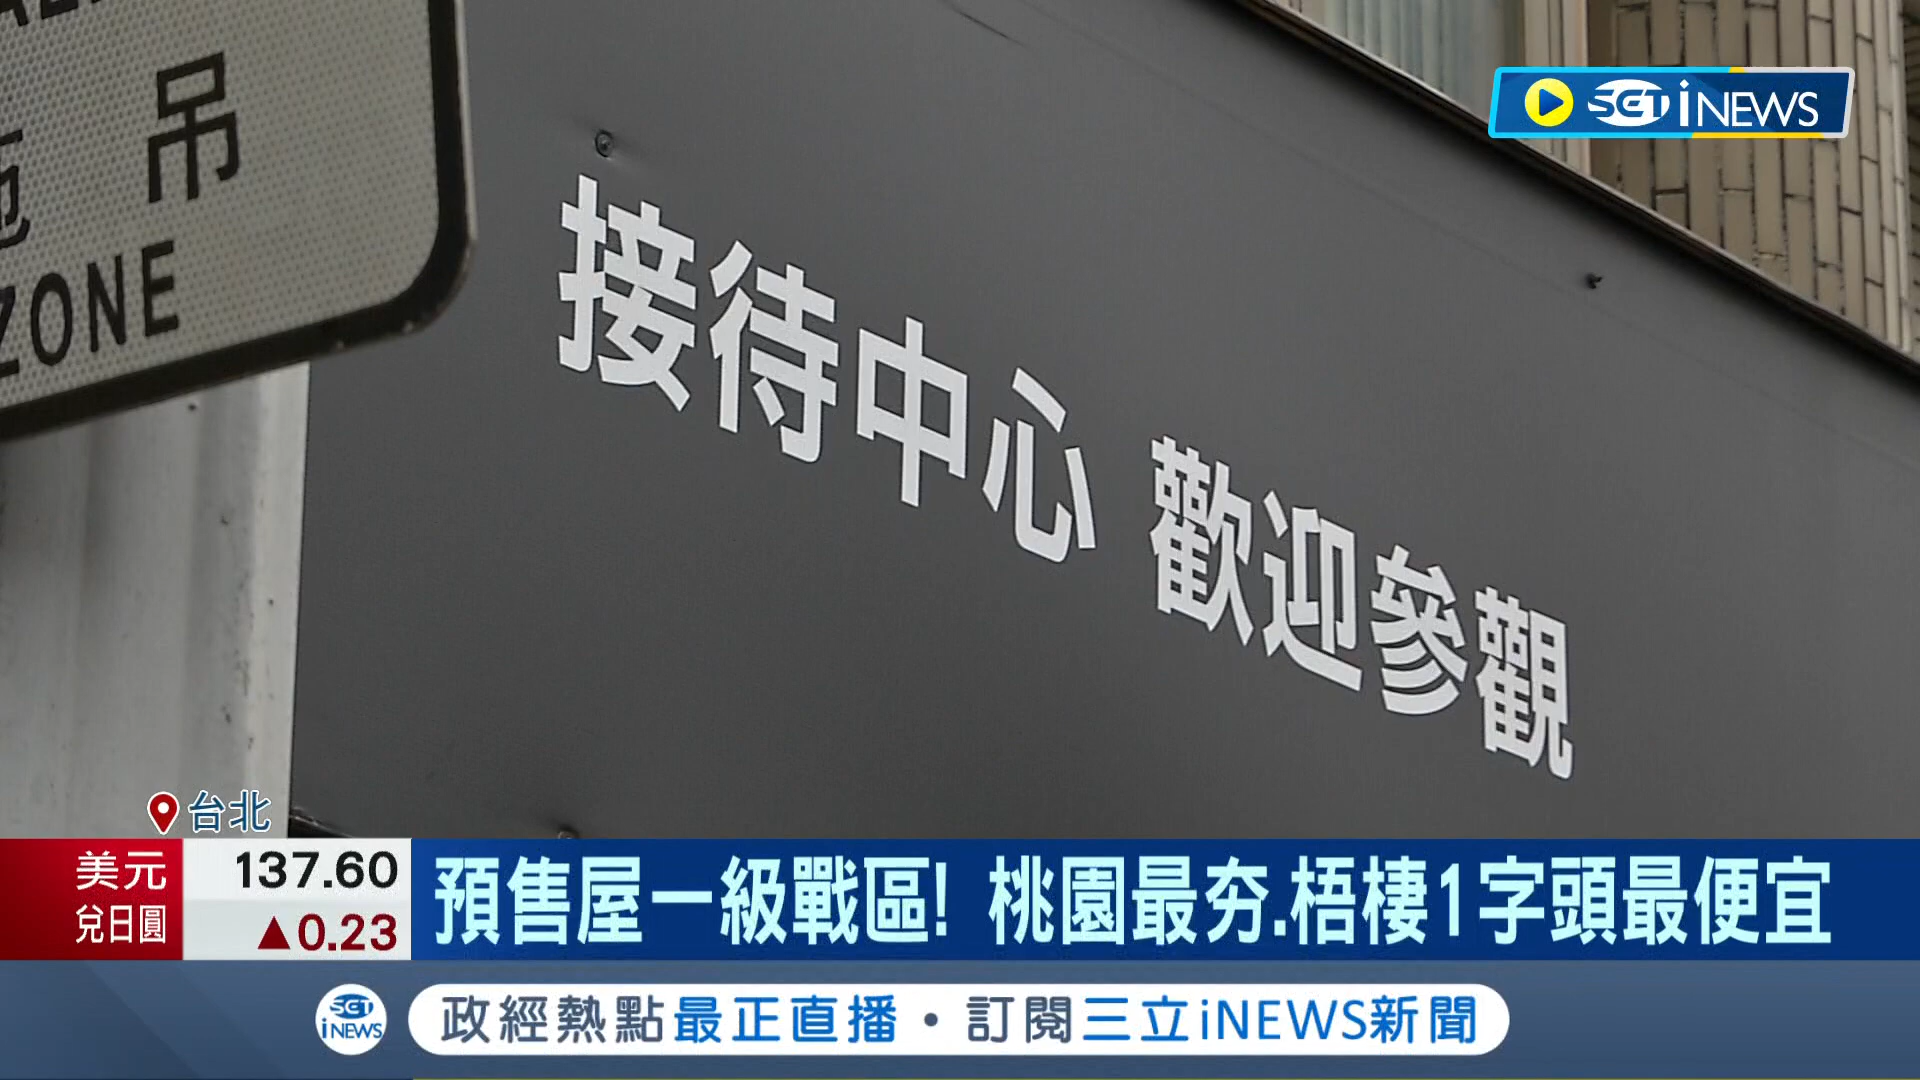 吊
ZONE
SET iNEWS
接待中心 歡迎參觀
台北
美元
兌日圓
137.60
▲0.23
預售屋一級戰區! 桃園最夯.梧棲1字頭最便宜
SET iNEWS
政經熱點最正直播・訂閱三立iNEWS新聞